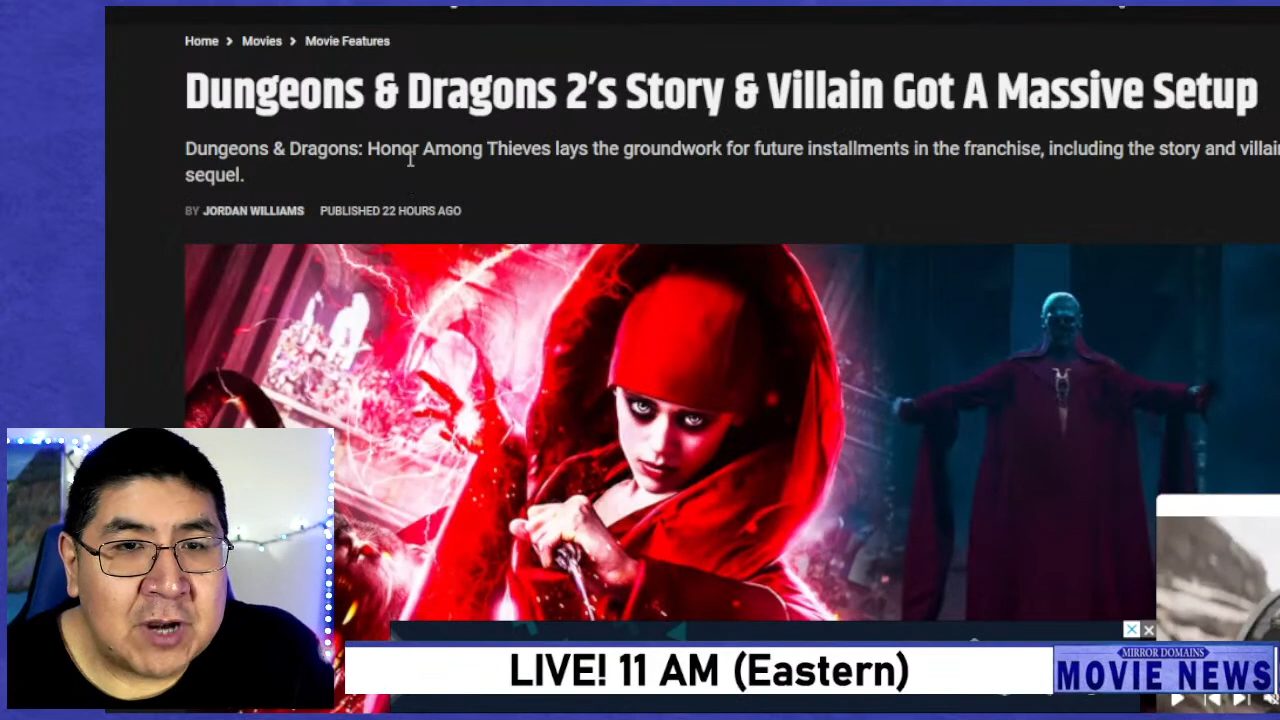 Home > Movies > Movie Features
Dungeons & Dragons 2's Story & Villain Got A Massive Setup
Dungeons & Dragons: Honor Among Thieves lays the groundwork for future installments in the franchise, including the story and villain
sequel.
BY JORDAN WILLIAMS PUBLISHED 22 HOURS AGO
LIVE! 11 AM (Eastern)
MIRROR DOMAINS
MOVIE NEWS